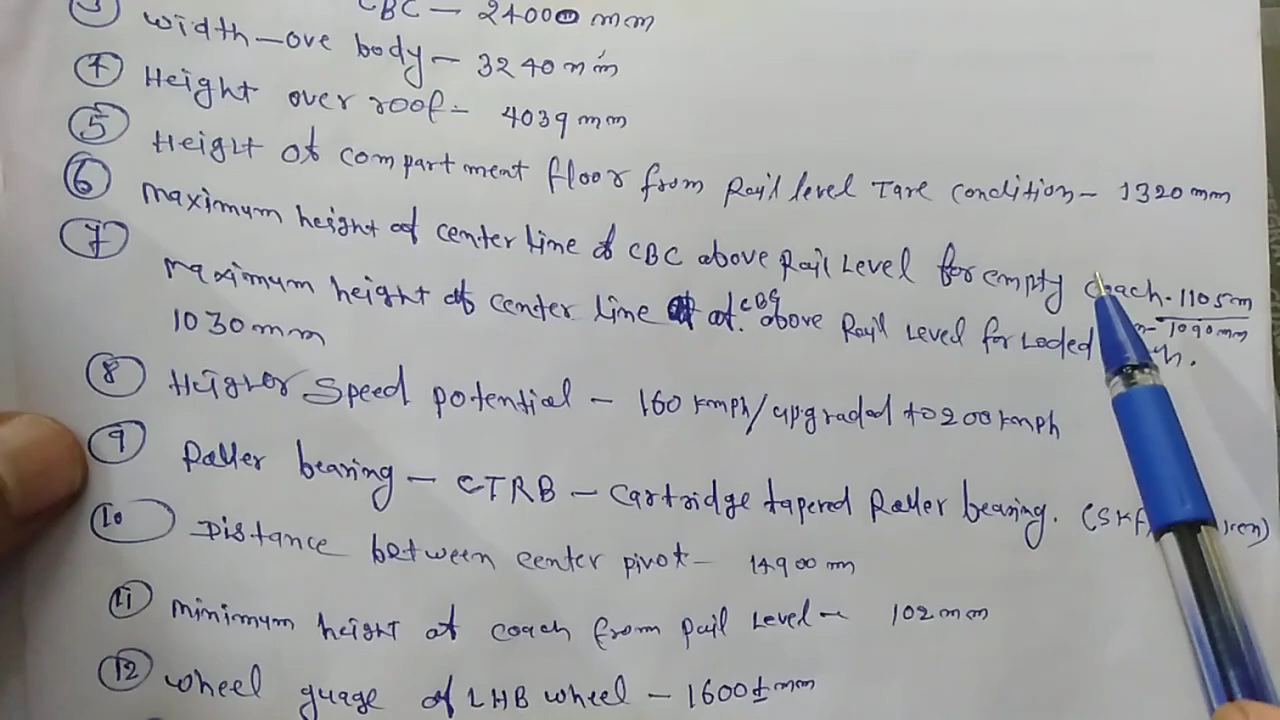 CBC – 24000 mm
③ width–ove body – 3240 mm
④ Height over roof – 4039 mm
⑤ Height of compartment floor from Rail level Tare condition – 1320 mm
⑥ maximum height of center line of CBC above Rail Level for empty coach. 1105 m
⑦ maximum height of center line of CBC above Rail Level for Loded
1090 mm
1030 mm
⑧ Heigher Speed potential – 160 kmph/upgraded to 200 kmph
⑨ Roller bearing – CTRB – Cartridge tapered Roller bearing. (SKF,
⑩ Distance between center pivot – 14900 mm
⑪ minimum height of coach from rail Level – 102 mm
⑫ wheel guage of LHB wheel – 1600± mm